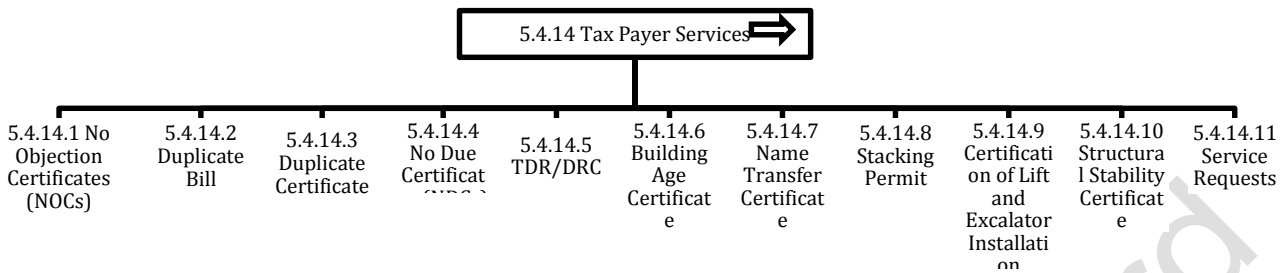 5.4.14 Tax Payer Services
5.4.14.1 No
Objection
Certificates
(NOCs)
5.4.14.2
Duplicate
Bill
5.4.14.3
Duplicate
Certificate
5.4.14.4
No Due
Certificat
5.4.14.5
TDR/DRC
5.4.14.6
Building
Age
Certificat
e
5.4.14.7
Name
Transfer
Certificat
e
5.4.14.8
Stacking
Permit
5.4.14.9
Certificati
on of Lift
and
Excalator
Installati
on
5.4.14.10
Structura
l Stability
Certificat
e
5.4.14.11
Service
Requests